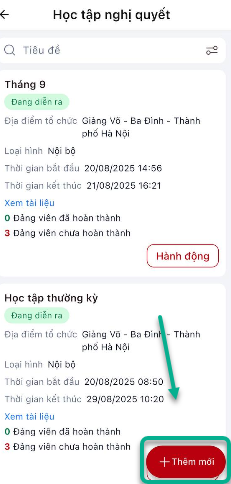 Học tập nghị quyết
Tiêu đề
Tháng 9
Đang diễn ra
Địa điểm tổ chức Giảng Võ - Ba Đình - Thành
phố Hà Nội
Loại hình Nội bộ
Thời gian bắt đầu 20/08/2025 14:56
Thời gian kết thúc 21/08/2025 16:21
Xem tài liệu
0 Đảng viên đã hoàn thành
3 Đảng viên chưa hoàn thành
Hành động
Học tập thường kỳ
Đang diễn ra
Địa điểm tổ chức Giảng Võ - Ba Đình - Thành
phố Hà Nội
Loại hình Nội bộ
Thời gian bắt đầu 20/08/2025 08:50
Thời gian kết thúc 29/08/2025 10:20
Xem tài liệu
0 Đảng viên đã hoàn thành
3 Đảng viên chưa hoàn thành
Thêm mới